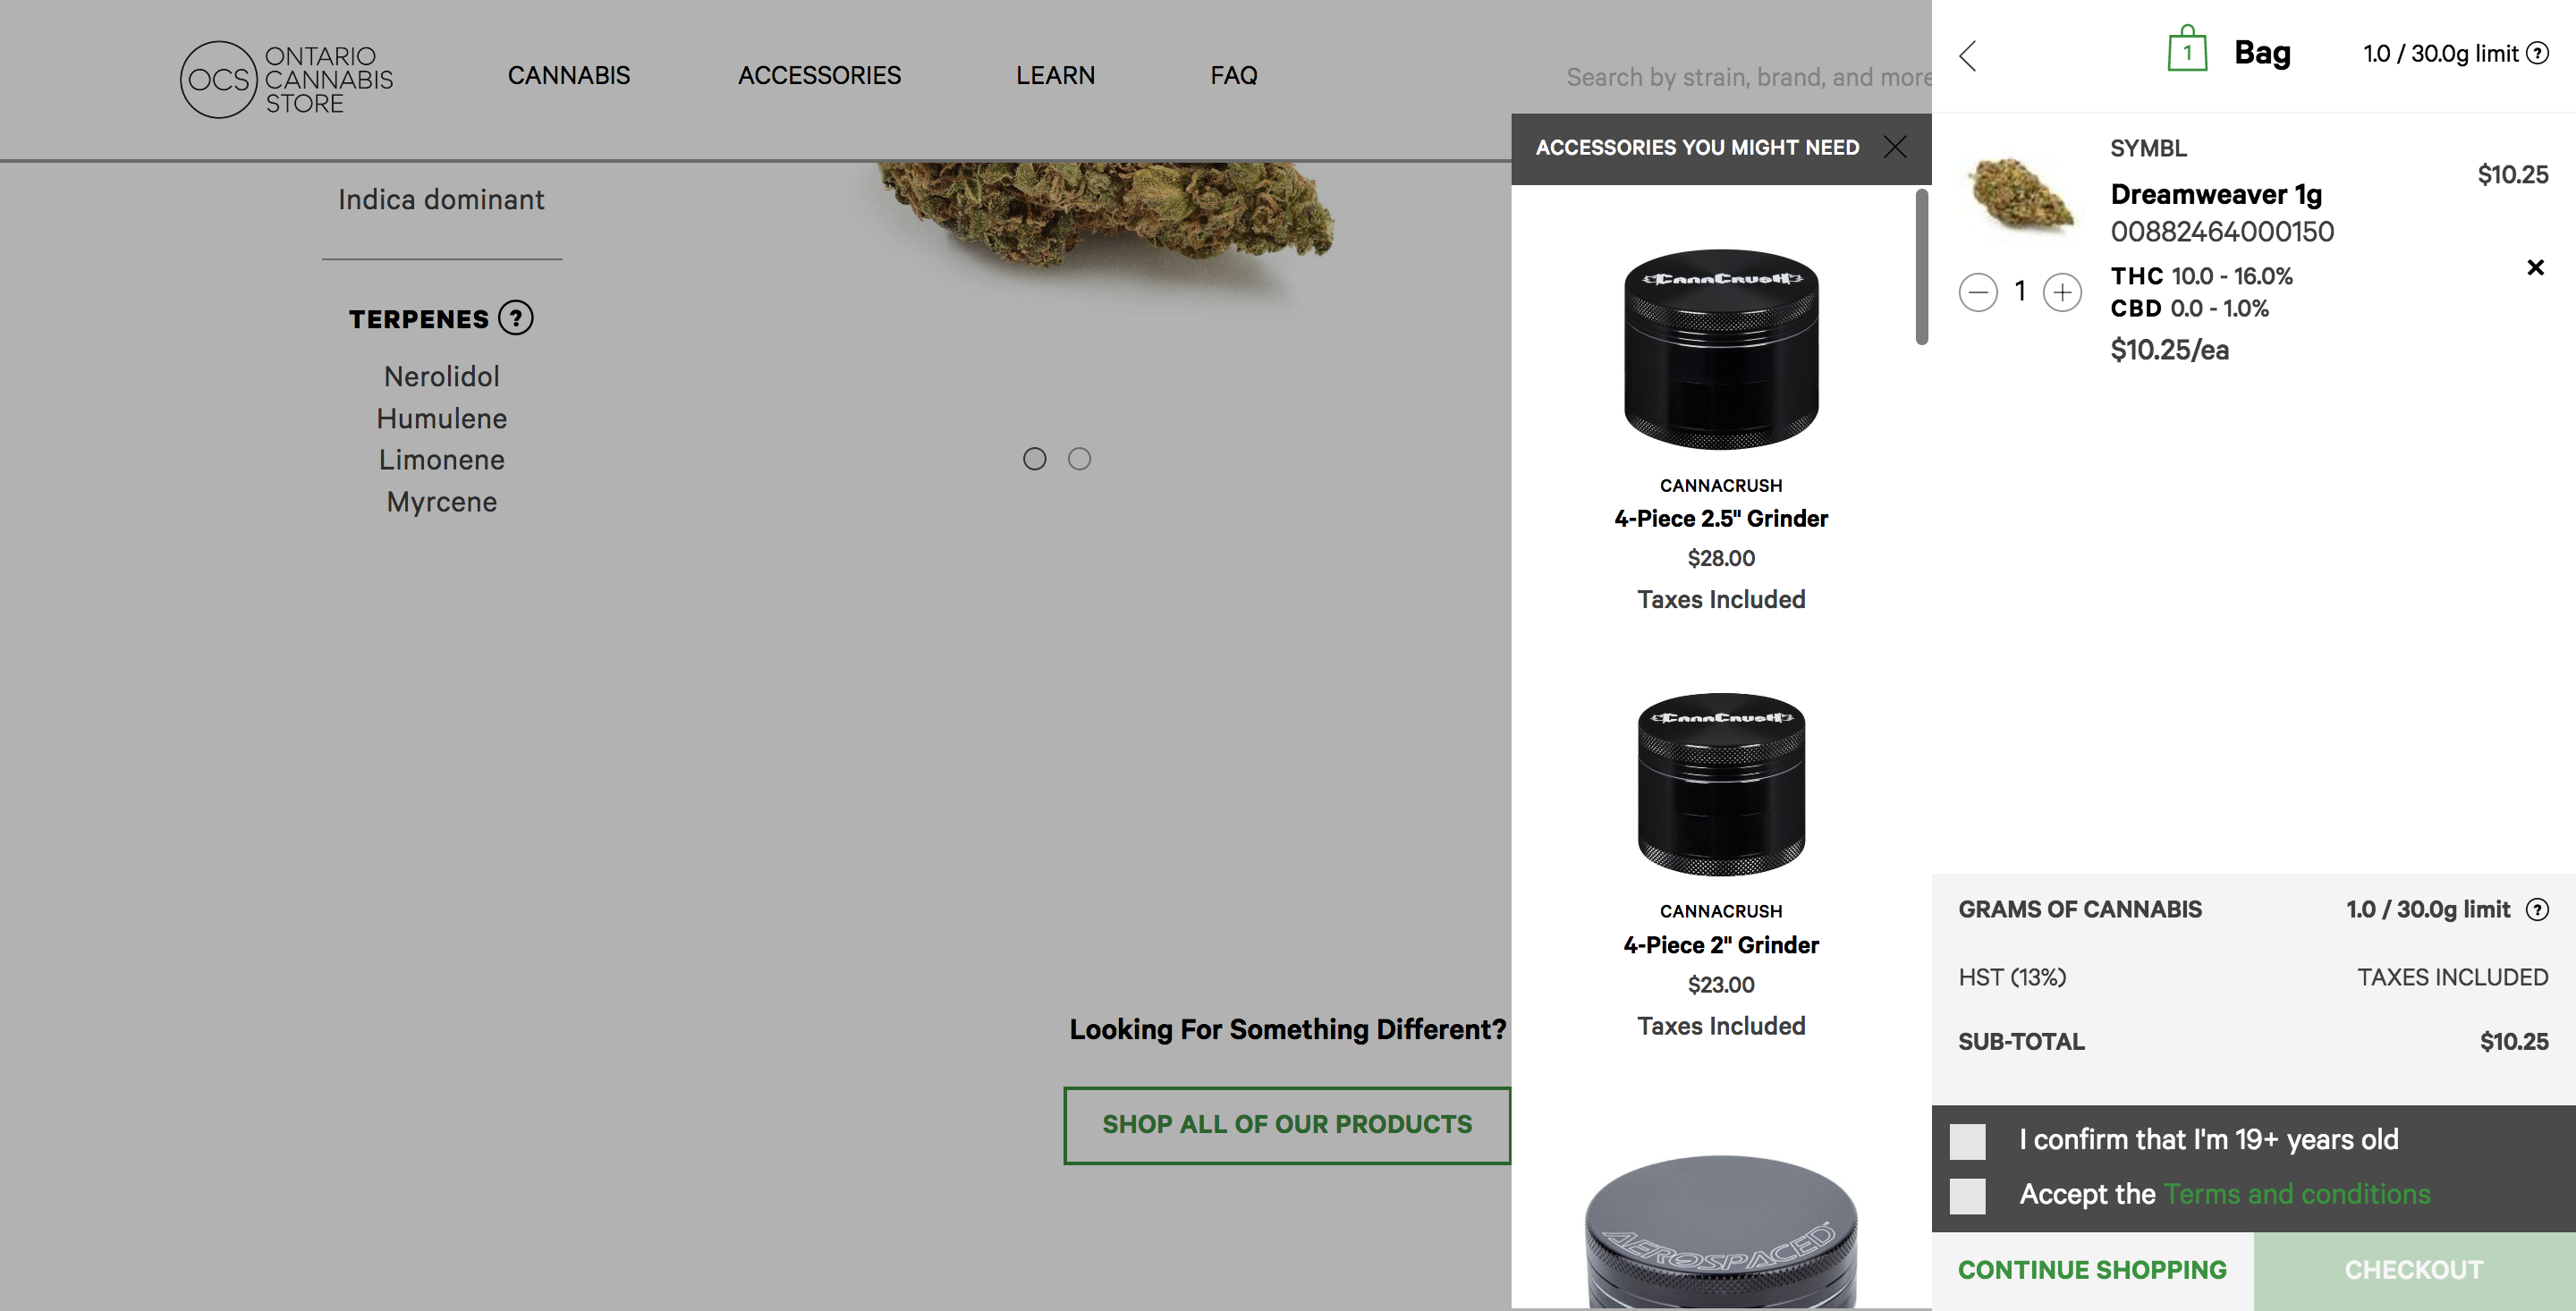 OCS
ONTARIO
CANNABIS
STORE
CANNABIS
ACCESSORIES
LEARN
FAQ
Search by strain, brand, and more
Indica dominant
TERPENES ?
Nerolidol
Humulene
Limonene
Myrcene
Looking For Something Different?
SHOP ALL OF OUR PRODUCTS
ACCESSORIES YOU MIGHT NEED
CannaCrush
CANNACRUSH
4-Piece 2.5" Grinder
$28.00
Taxes Included
CannaCrush
CANNACRUSH
4-Piece 2" Grinder
$23.00
Taxes Included
AEROSPACED
1 Bag 1.0 / 30.0g limit ?
SYMBL
$10.25
Dreamweaver 1g
00882464000150
THC 10.0 - 16.0%
1
CBD 0.0 - 1.0%
$10.25/ea
GRAMS OF CANNABIS 1.0 / 30.0g limit ?
HST (13%) TAXES INCLUDED
SUB-TOTAL $10.25
I confirm that I'm 19+ years old
Accept the Terms and conditions
CONTINUE SHOPPING
CHECKOUT